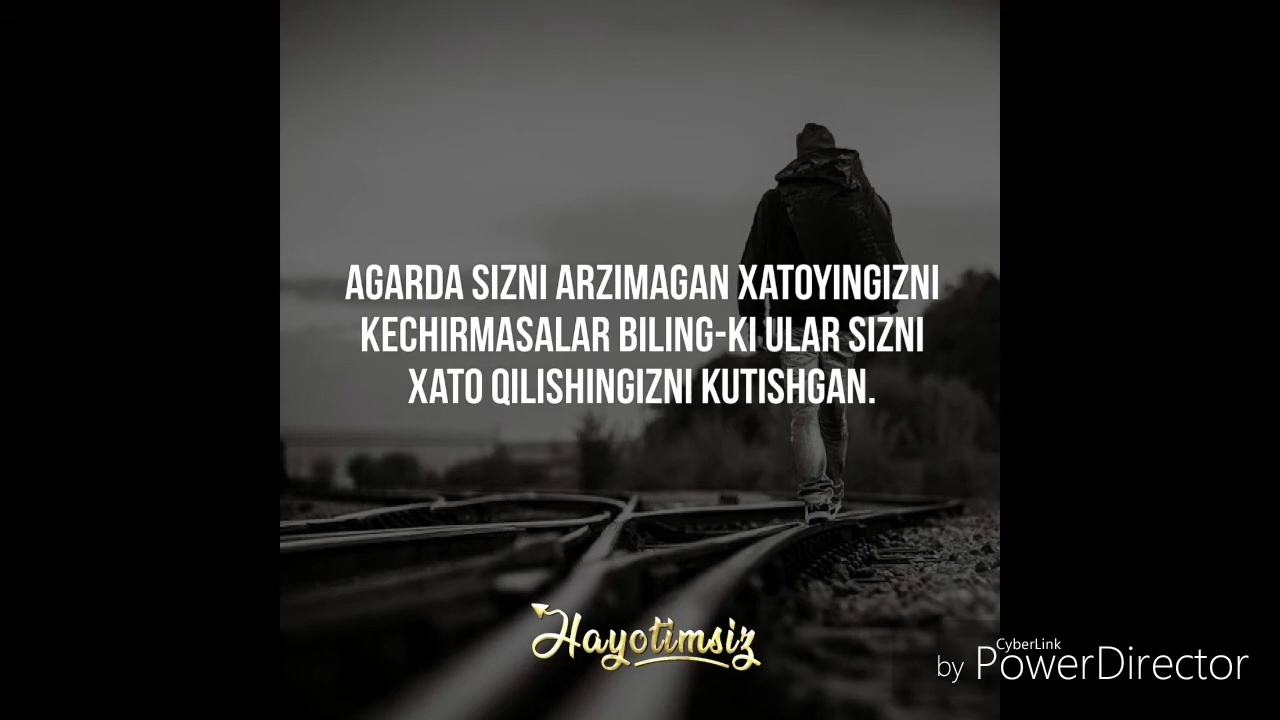 AGARDA SIZNI ARZIMAGAN XATOYINGIZNI
KECHIRMASALAR BILING-KI ULAR SIZNI
XATO QILISHINGIZNI KUTISHGAN.
Hayotimsiz
CyberLink
by PowerDirector